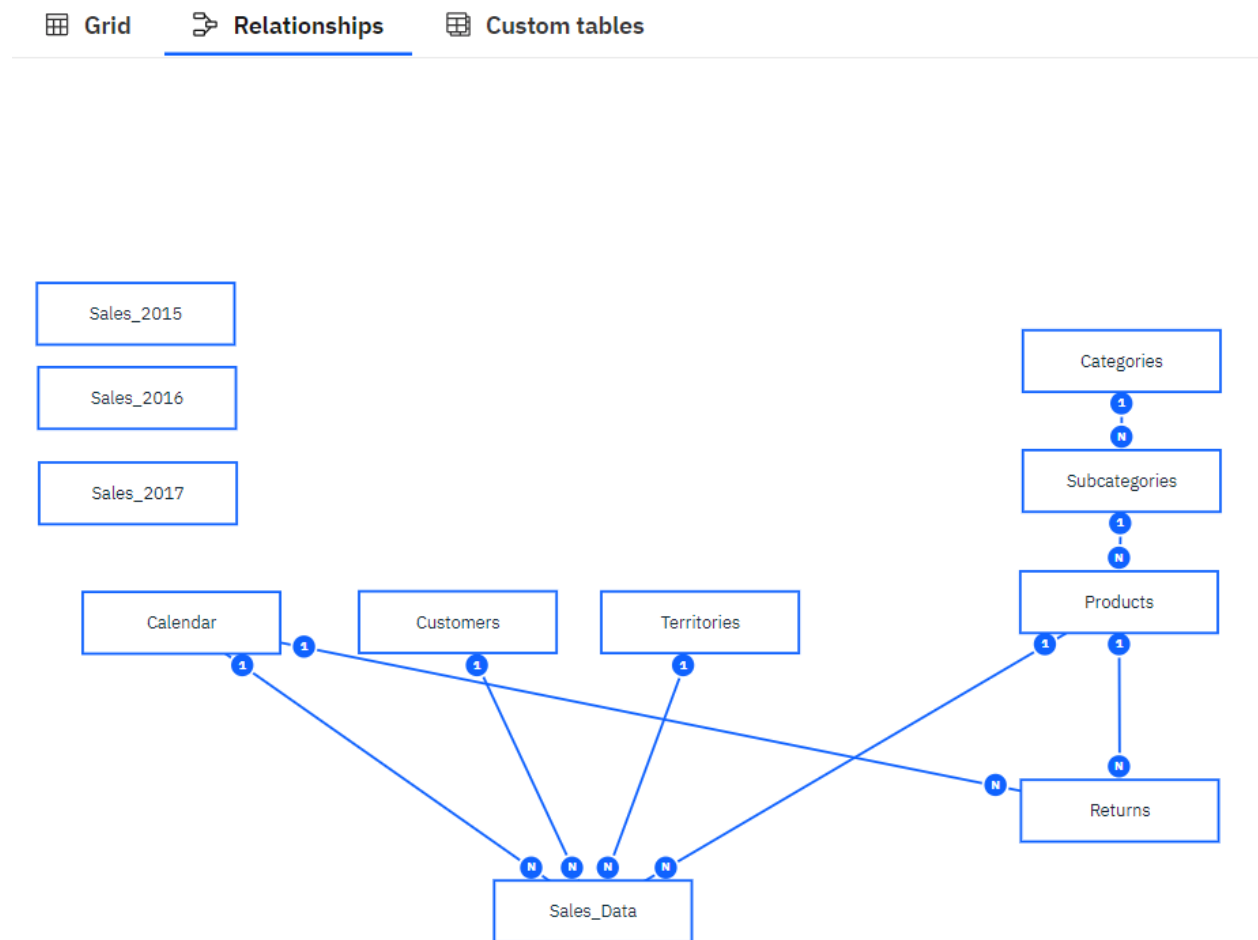 Grid Relationships Custom tables
Sales_2015
Categories
1
Sales_2016
N
Subcategories
Sales_2017
1
N
Calendar Customers Territories Products
1 1 1
1 1 1
N
N
Returns
N N N N
Sales_Data